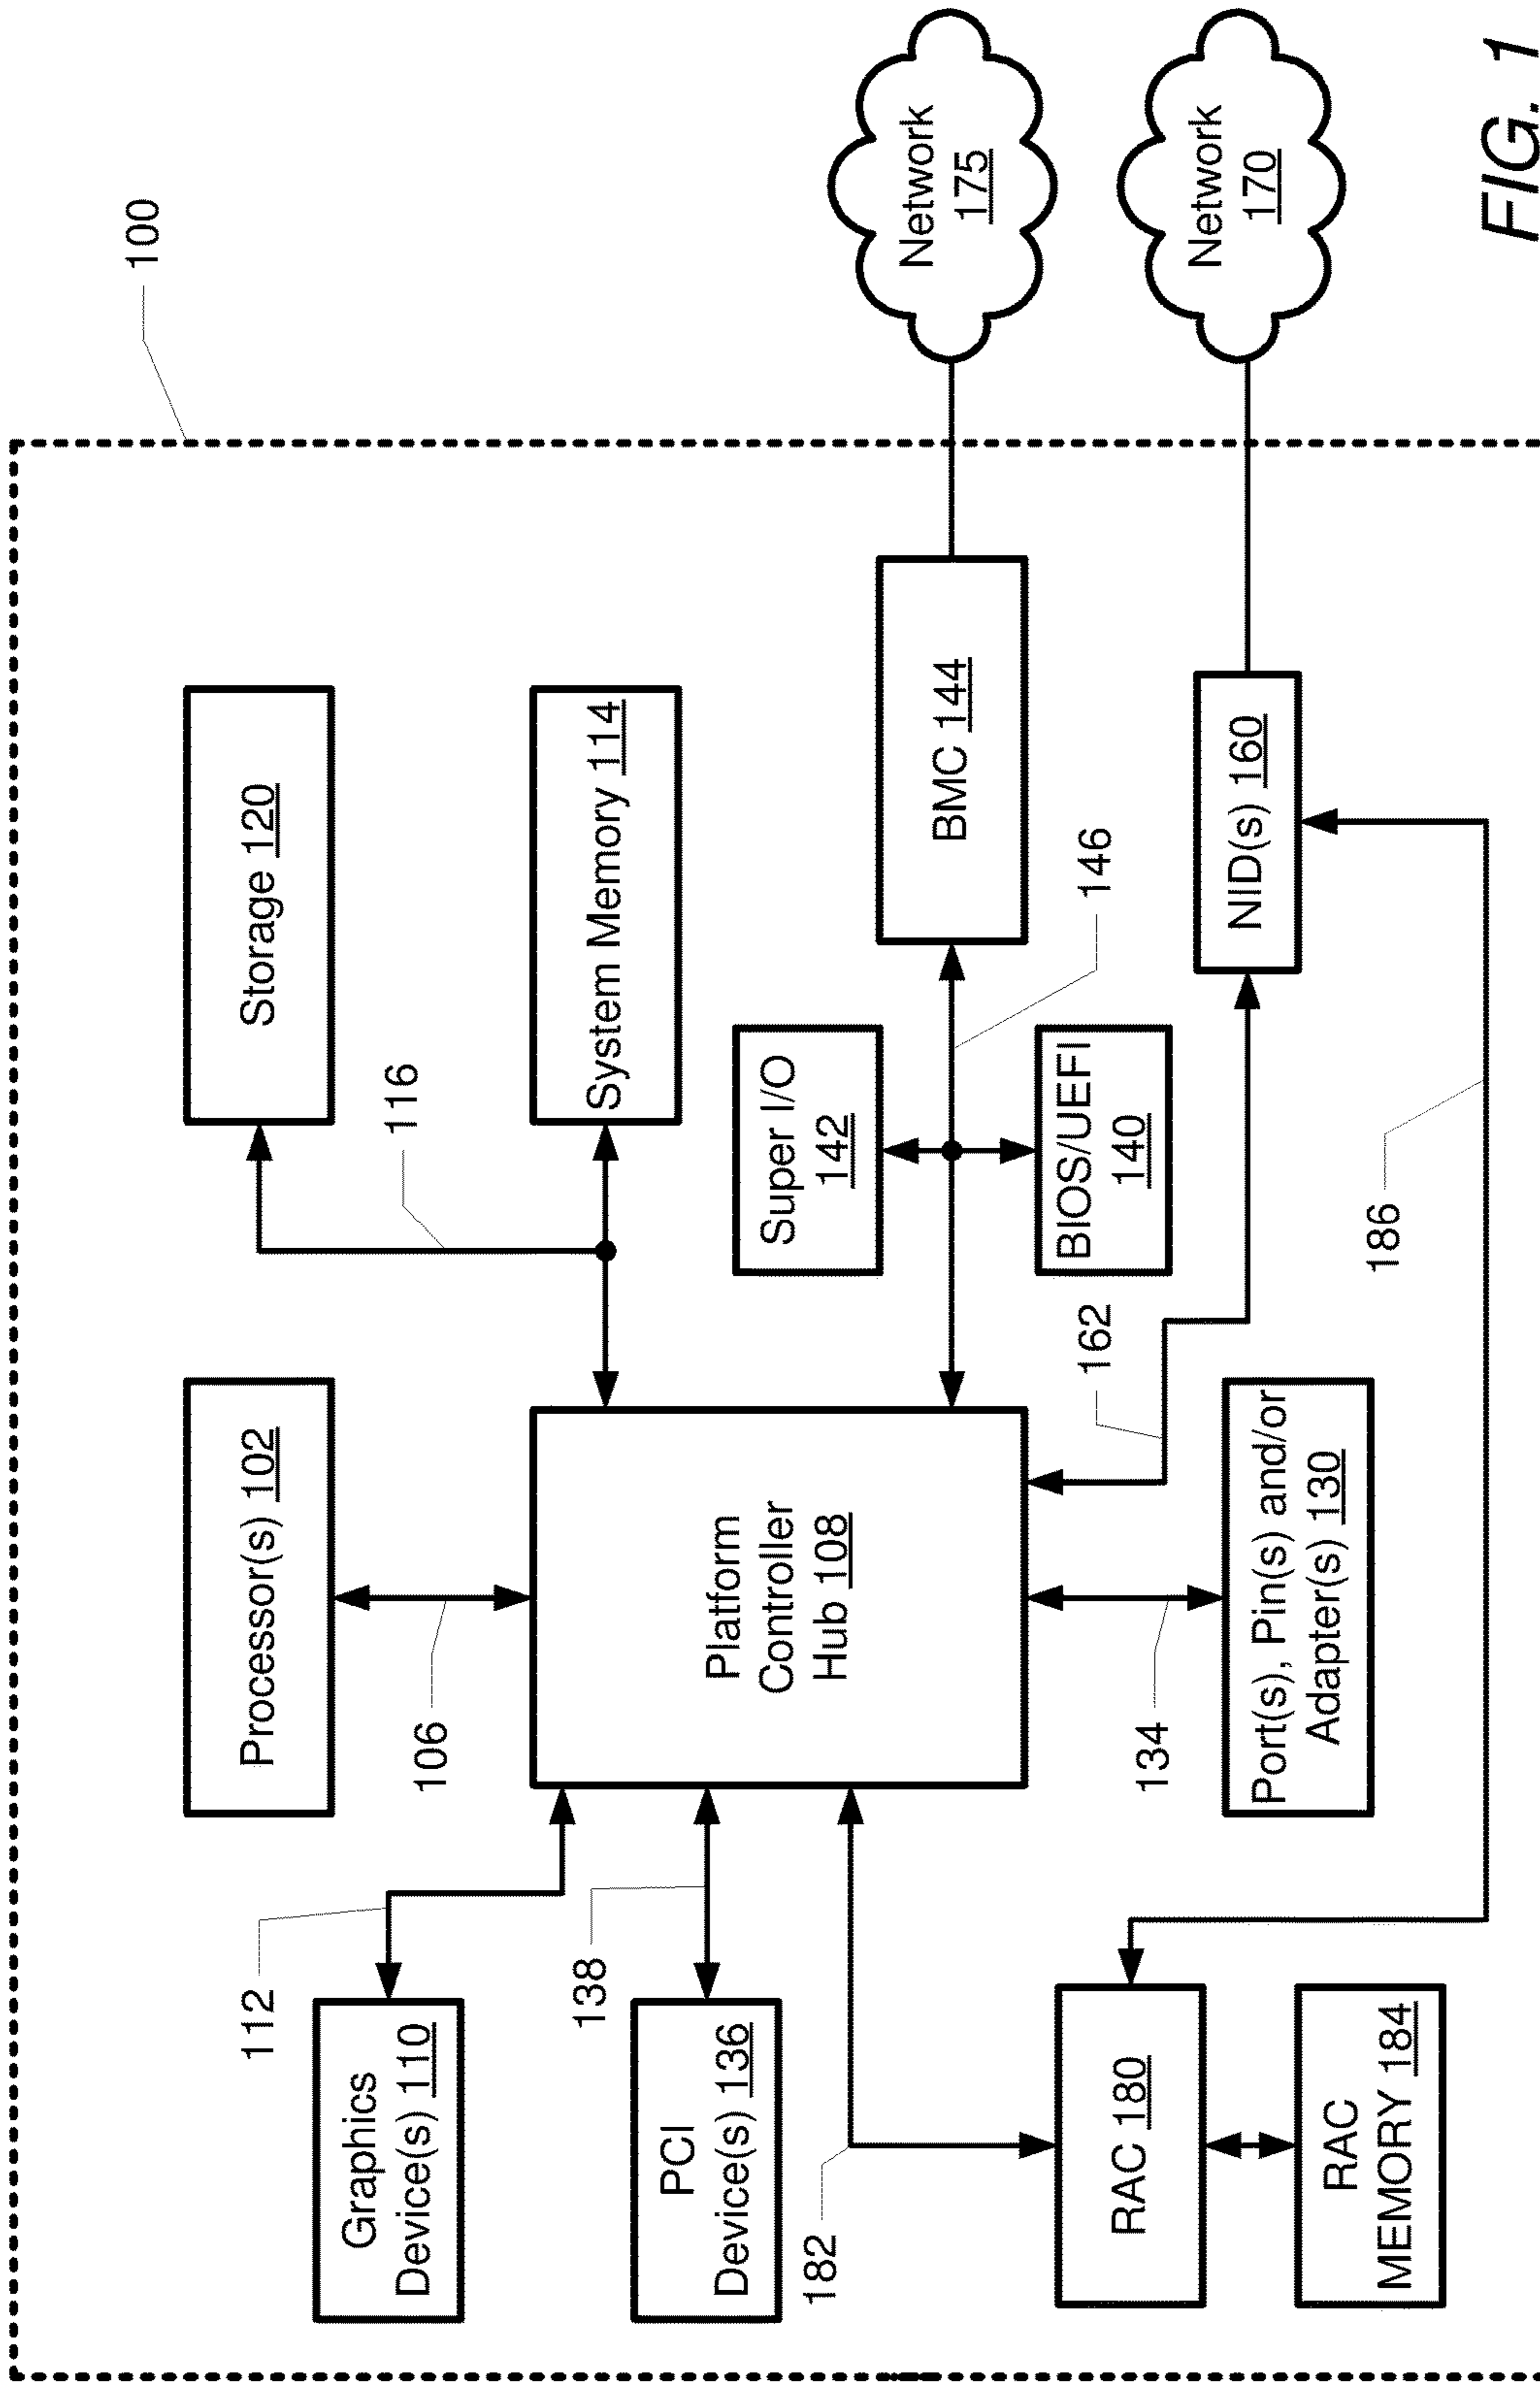 100
Processor(s) 102
Storage 120
116
106
112
Graphics
Device(s) 110
System Memory 114
138
PCI
Device(s) 136
Platform
Controller
Hub 108
Super I/O
142
182
BMC 144
Network
175
146
BIOS/UEFI
140
162
134
RAC 180
NID(s) 160
Network
170
Port(s), Pin(s) and/or
Adapter(s) 130
RAC
MEMORY 184
186
FIG. 1